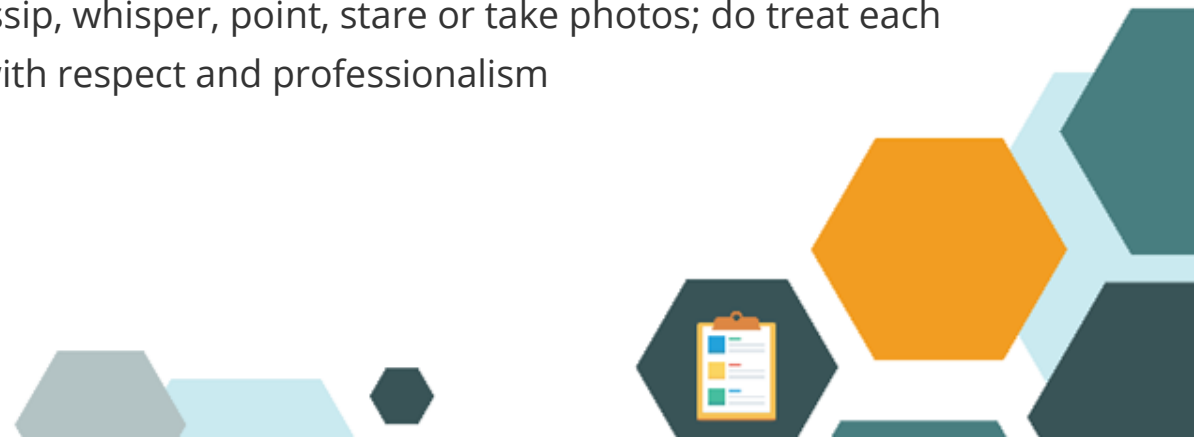 ssip, whisper, point, stare or take photos; do treat each
ith respect and professionalism